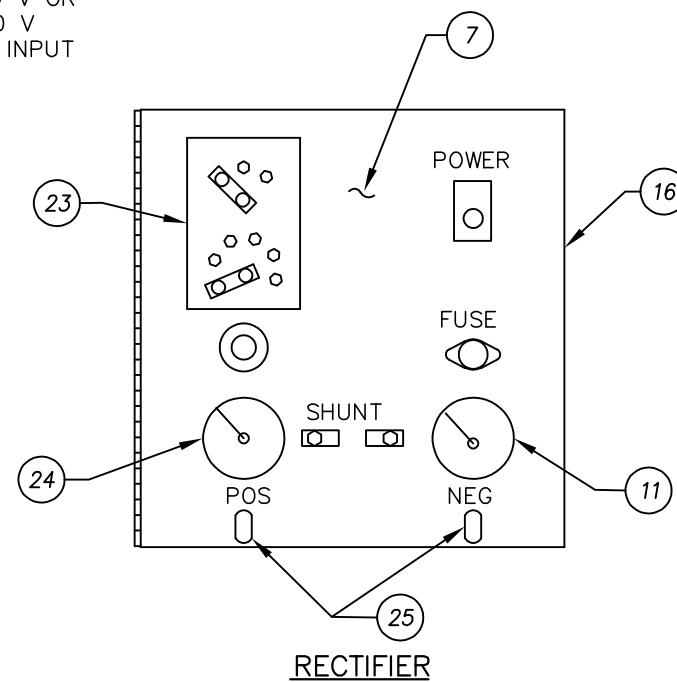 V OR
0 V
INPUT
7
POWER
23
16
FUSE
SHUNT
24
11
POS
NEG
25
RECTIFIER